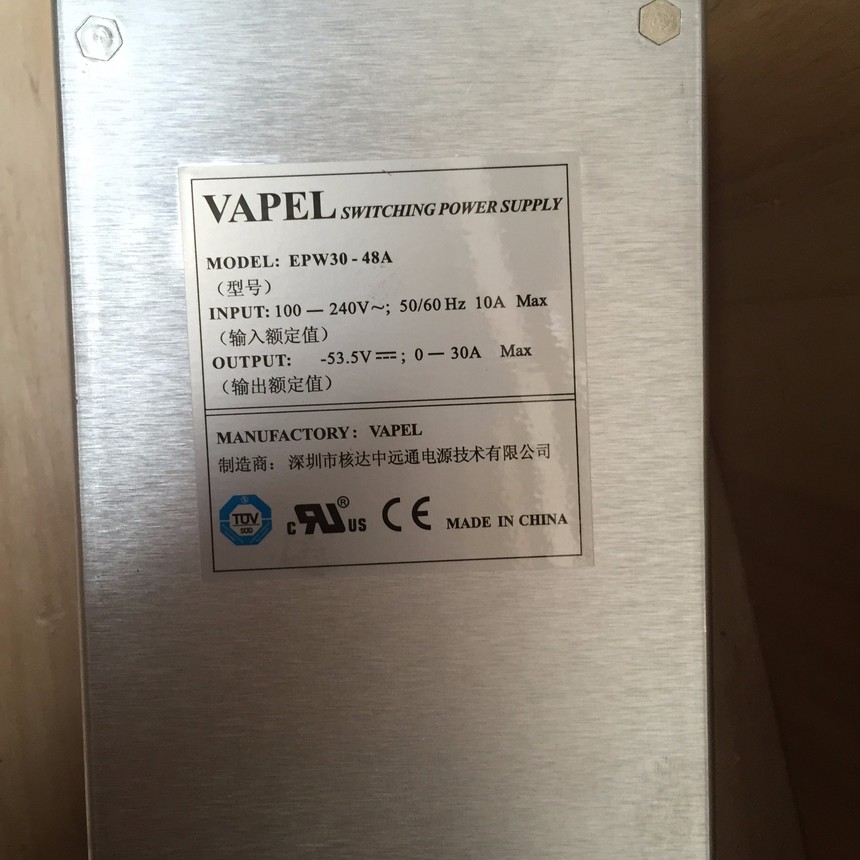 VAPEL SWITCHING POWER SUPPLY
MODEL: EPW30 - 48A
（型号）
INPUT: 100 — 240V~; 50/60 Hz 10A Max
（输入额定值）
OUTPUT: -53.5V⎓; 0 — 30A Max
（输出额定值）
MANUFACTORY: VAPEL
制造商：深圳市核达中远通电源技术有限公司
TÜV SÜD c RU® US CE MADE IN CHINA